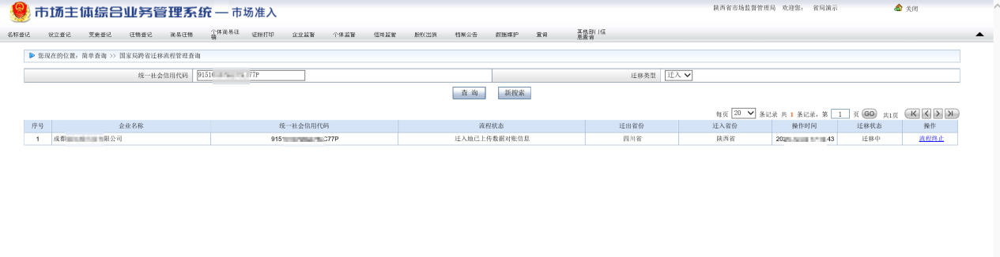 市场主体综合业务管理系统 — 市场准入
陕西省市场监督管理局 欢迎您: 省局演示 关闭
名称登记 设立登记 变更登记 迁销登记 简易注销 个体简易注销 证照打印 企业监管 个体监管 信用监管 股权出质 档案公告 数据维护 查询 其他部门信息查询
您现在的位置: 简单查询 >> 国家局跨省迁移流程管理查询
统一社会信用代码 9151 77P 迁移类型 迁入
查 询 新搜索
每页 20 条记录 共 1 条记录, 第 1 页 GO 共1页
序号 企业名称 统一社会信用代码 流程状态 迁出省份 迁入省份 操作时间 迁移状态 操作
1 成都 限公司 915 C77P 迁入地已上传数据对账信息 四川省 陕西省 20 43 迁移中 流程终止